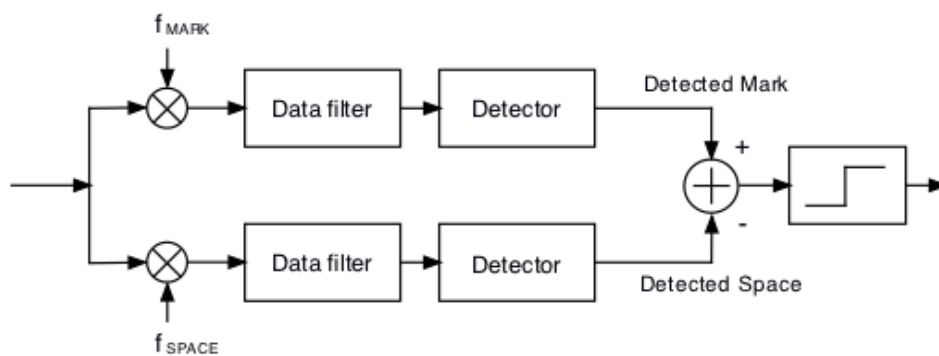 f MARK
Data filter
Detector
Detected Mark
+
-
Data filter
Detector
Detected Space
f SPACE